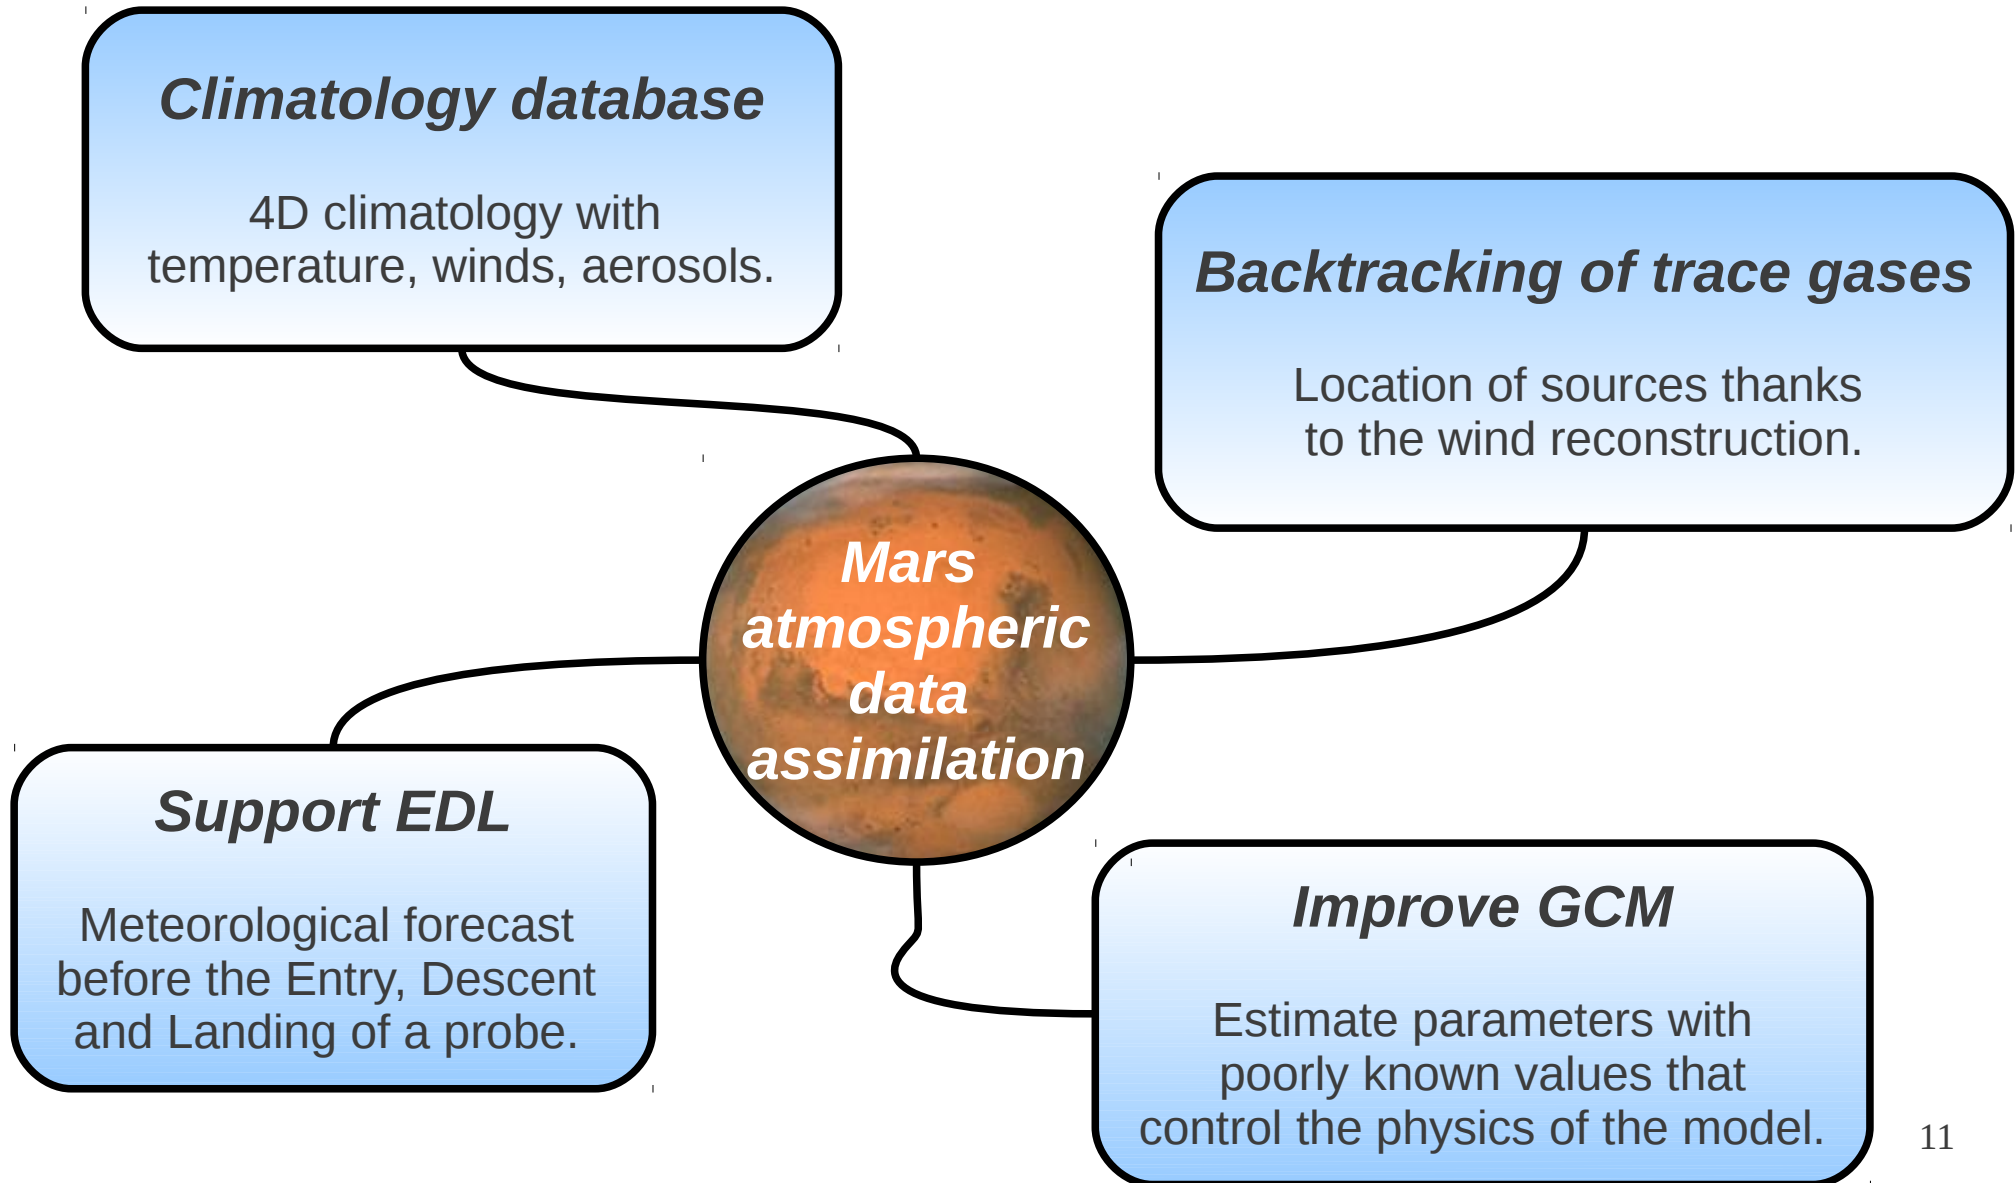 Climatology database
4D climatology with
temperature, winds, aerosols.
Backtracking of trace gases
Location of sources thanks
to the wind reconstruction.
Mars
atmospheric
data
assimilation
Support EDL
Meteorological forecast
before the Entry, Descent
and Landing of a probe.
Improve GCM
Estimate parameters with
poorly known values that
control the physics of the model.
11